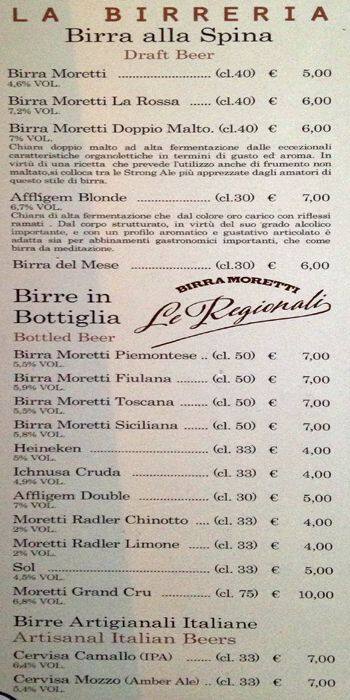 LA BIRRERIA
Birra alla Spina
Draft Beer
Birra Moretti ........................ (cl.40) € 5,00
4,6% VOL.
Birra Moretti La Rossa ...... (cl.40) € 6,00
7,2% VOL.
Birra Moretti Doppio Malto. (cl.40) € 6,00
7% VOL.
Chiara doppio malto ad alta fermentazione dalle eccezionali
caratteristiche organolettiche in termini di gusto ed aroma. In
virtù di una ricetta che prevede l'utilizzo anche di frumento non
maltato,si colloca tra le Strong Ale più apprezzate dagli amatori di
questo stile di birra.
Affligem Blonde ................... (cl.30) € 7,00
6,7% VOL.
Chiara di alta fermentazione che dal colore oro carico con riflessi
ramati . Dal corpo strutturato, in virtù del suo grado alcolico
importante, e con un profilo aromatico e gustativo articolato è
adatta sia per abbinamenti gastronomici importanti, che come
birra da meditazione.
Birra del Mese ..................... (cl.30) € 6,00
Birre in
Bottiglia
BIRRA MORETTI
Le Regionali
Bottled Beer
Birra Moretti Piemontese .. (cl. 50) € 7,00
5,5% VOL.
Birra Moretti Fiulana ......... (cl. 50) € 7,00
5,9% VOL.
Birra Moretti Toscana ........ (cl. 50) € 7,00
5,5% VOL.
Birra Moretti Siciliana ....... (cl. 50) € 7,00
5,8% VOL.
Heineken ............................ (cl. 33) € 4,00
5% VOL.
Ichnusa Cruda .................... (cl. 33) € 4,00
4,9% VOL.
Affligem Double .................. (cl. 30) € 5,00
7% VOL.
Moretti Radler Chinotto .... (cl. 33) € 4,00
2% VOL.
Moretti Radler Limone ...... (cl. 33) € 4,00
2% VOL.
Sol ....................................... (cl. 33) € 5,00
4,5% VOL.
Moretti Grand Cru .............. (cl. 75) € 10,00
6,8% VOL.
Birre Artigianali Italiane
Artisanal Italian Beers
Cervisa Camallo (IPA) ....... (cl. 33) € 7,00
6,4% VOL.
Cervisa Mozzo (Amber Ale) .. (cl. 33) € 7,00
5,4% VOL.